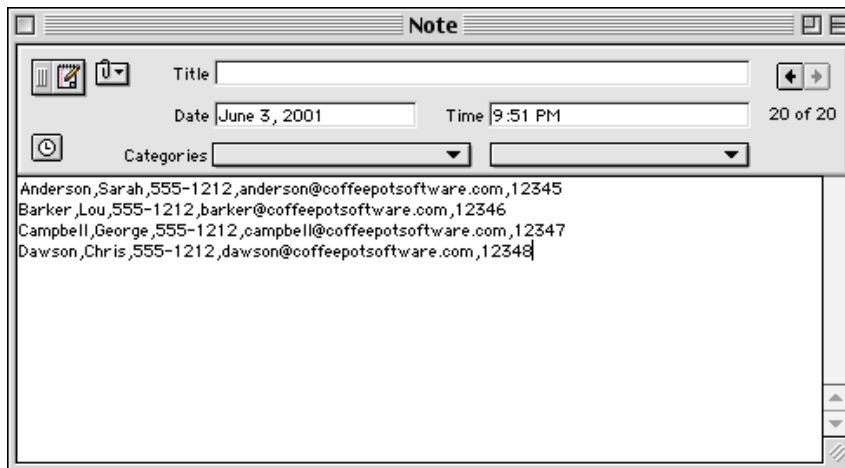 Note
Title
Date June 3, 2001 Time 9:51 PM
20 of 20
Categories
Anderson,Sarah,555-1212,anderson@coffeepotsoftware.com,12345
Barker,Lou,555-1212,barker@coffeepotsoftware.com,12346
Campbell,George,555-1212,campbell@coffeepotsoftware.com,12347
Dawson,Chris,555-1212,dawson@coffeepotsoftware.com,12348